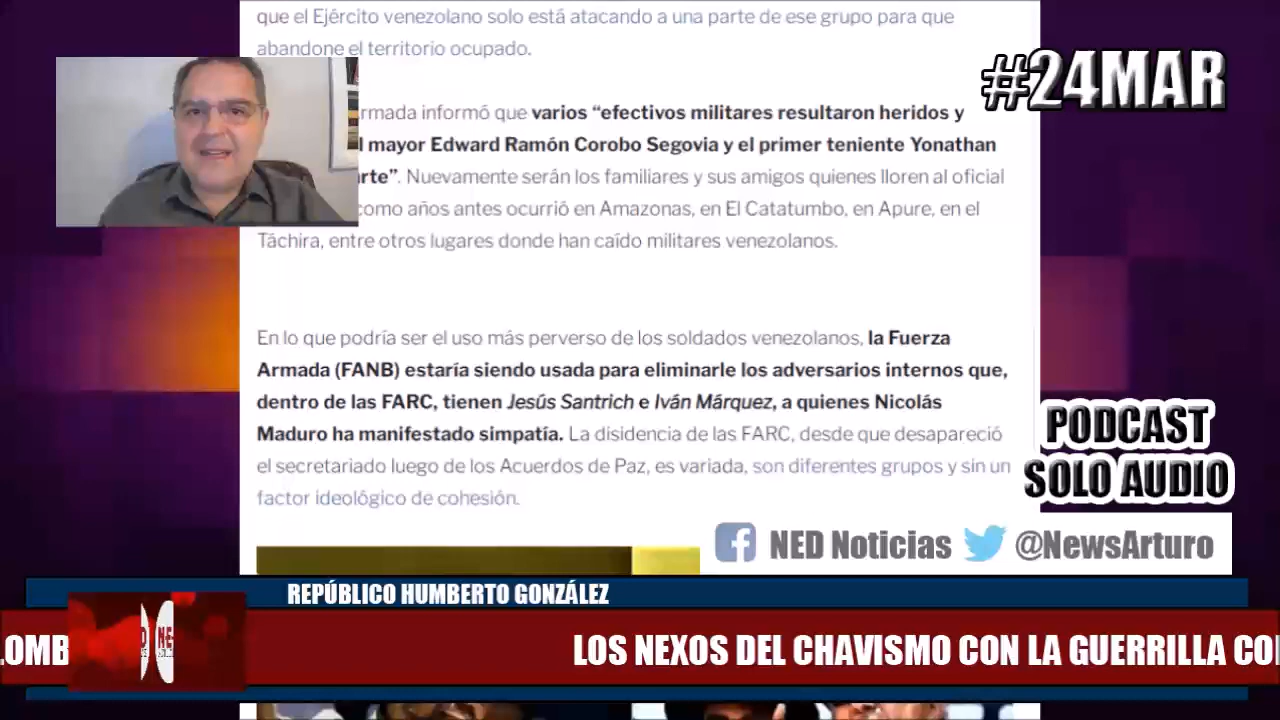 que el Ejército venezolano solo está atacando a una parte de ese grupo para que
abandone el territorio ocupado.
#24MAR
rmada informó que varios “efectivos militares resultaron heridos y
l mayor Edward Ramón Corobo Segovia y el primer teniente Yonathan
rte”. Nuevamente serán los familiares y sus amigos quienes lloren al oficial
como años antes ocurrió en Amazonas, en El Catatumbo, en Apure, en el
Táchira, entre otros lugares donde han caído militares venezolanos.
En lo que podría ser el uso más perverso de los soldados venezolanos, la Fuerza
Armada (FANB) estaría siendo usada para eliminarle los adversarios internos que,
dentro de las FARC, tienen Jesús Santrich e Iván Márquez, a quienes Nicolás
Maduro ha manifestado simpatía. La disidencia de las FARC, desde que desapareció
el secretariado luego de los Acuerdos de Paz, es variada, son diferentes grupos y sin un
factor ideológico de cohesión.
PODCAST
SOLO AUDIO
NED Noticias @NewsArturo
REPÚBLICO HUMBERTO GONZÁLEZ
LOMB LOS NEXOS DEL CHAVISMO CON LA GUERRILLA CO